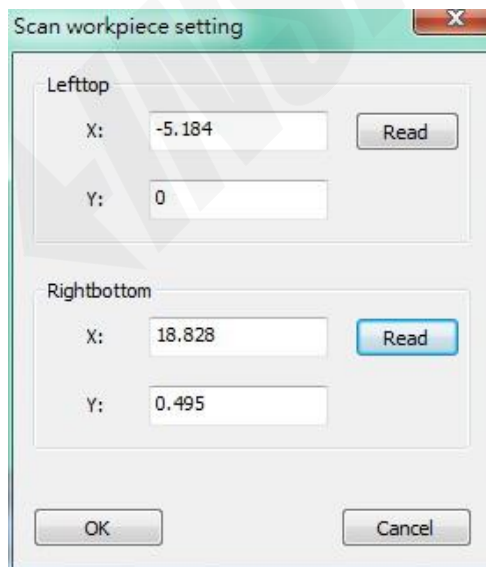 Scan workpiece setting
Lefttop
X: -5.184 Read
Y: 0
Rightbottom
X: 18.828 Read
Y: 0.495
OK Cancel